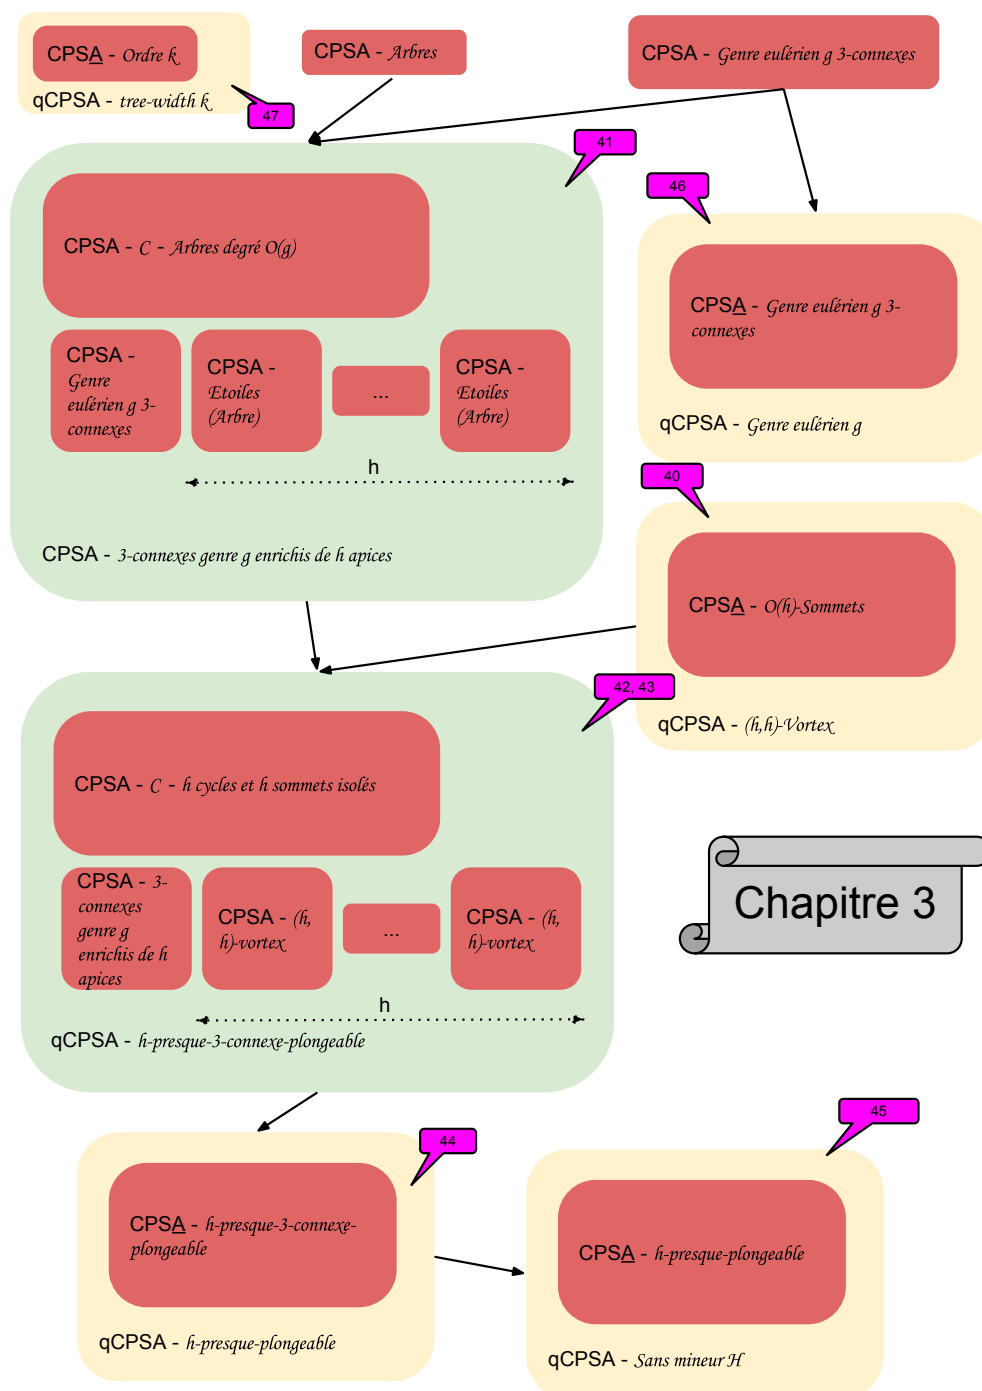 CPSA - Ordre k
qCPSA - tree-width k
47
CPSA - Arbres
CPSA - Genre eulérien g 3-connexes
41
CPSA - C - Arbres degré O(g)
CPSA -
Genre
eulérien g 3-
connexes
CPSA -
Etoiles
(Arbre)
...
CPSA -
Etoiles
(Arbre)
h
CPSA - 3-connexes genre g enrichis de h apices
46
CPSA - Genre eulérien g 3-
connexes
qCPSA - Genre eulérien g
40
CPSA - O(h)-Sommets
qCPSA - (h,h)-Vortex
42, 43
CPSA - C - h cycles et h sommets isolés
CPSA - 3-
connexes
genre g
enrichis de h
apices
CPSA - (h,
h)-vortex
...
CPSA - (h,
h)-vortex
h
qCPSA - h-presque-3-connexe-plongeable
Chapitre 3
44
CPSA - h-presque-3-connexe-
plongeable
qCPSA - h-presque-plongeable
45
CPSA - h-presque-plongeable
qCPSA - Sans mineur H